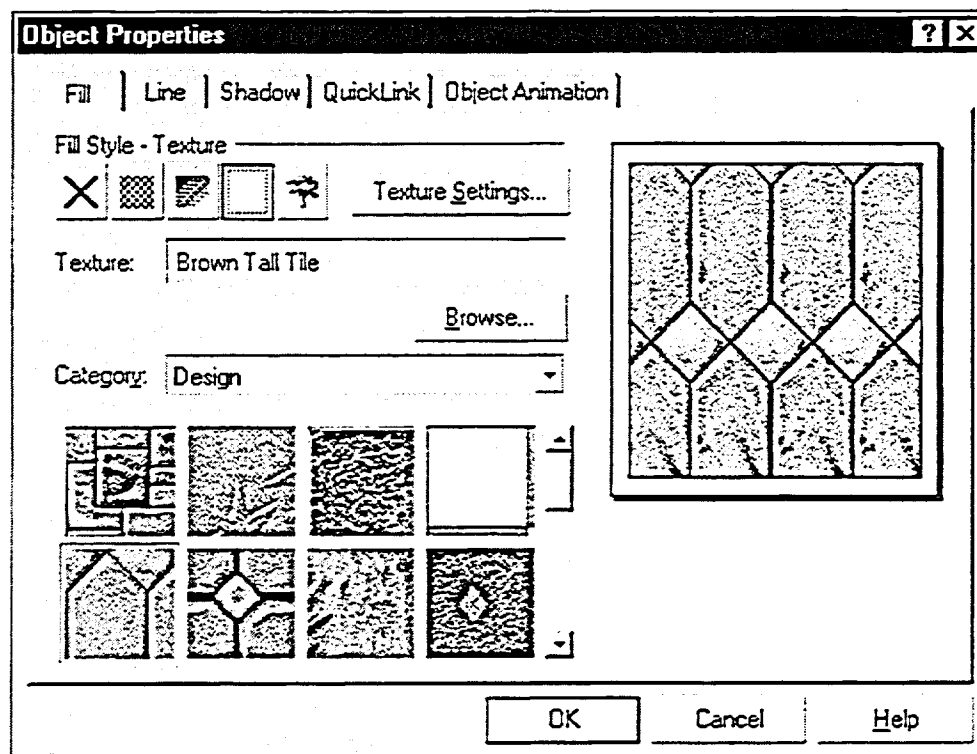 Object Properties
Fill Line Shadow QuickLink Object Animation
Fill Style - Texture
Texture Settings...
Texture: Brown Tall Tile
Browse...
Category: Design
OK Cancel Help